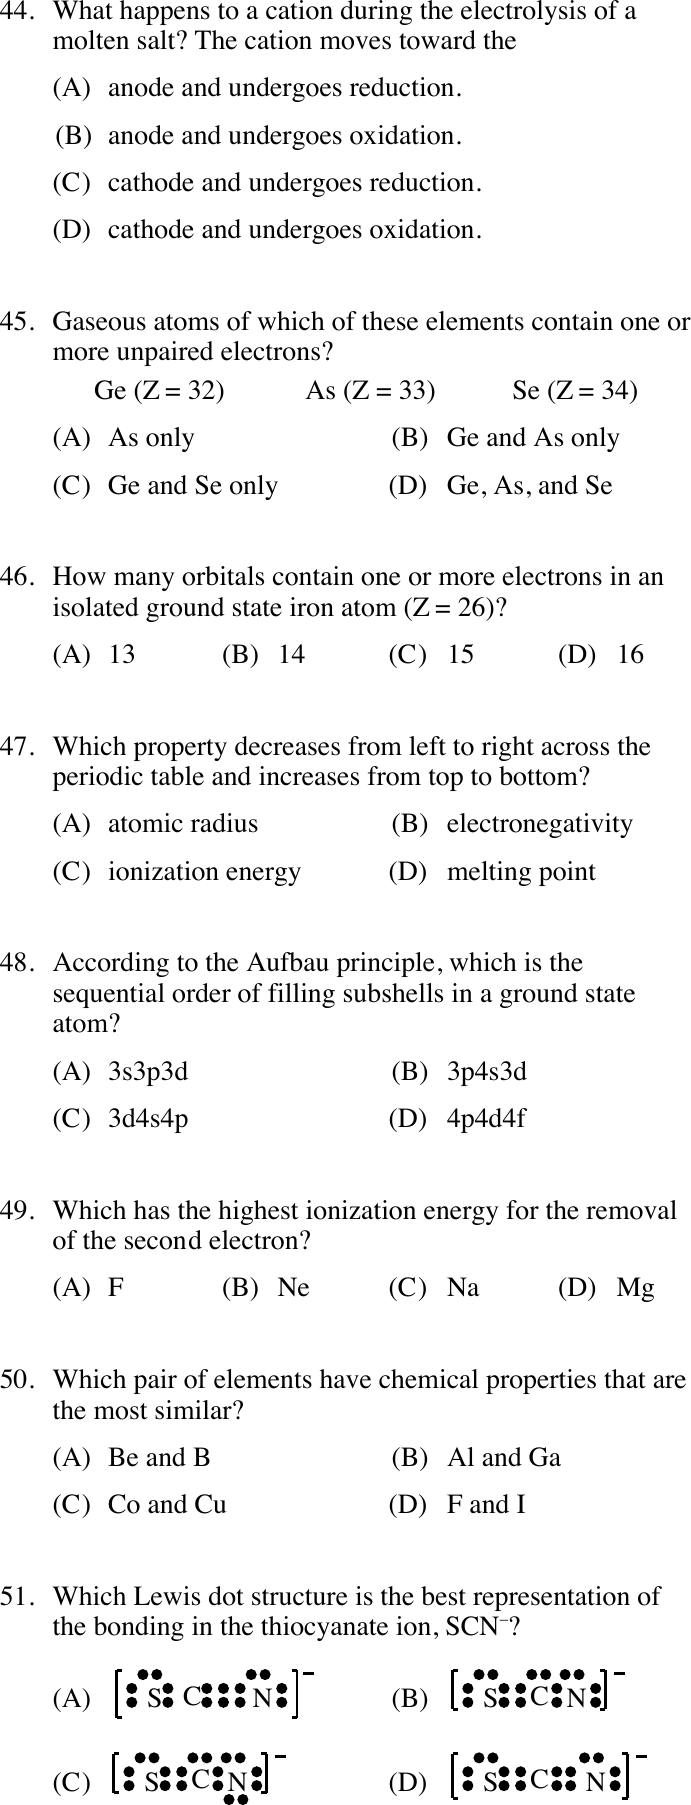 44. What happens to a cation during the electrolysis of a
molten salt? The cation moves toward the
(A) anode and undergoes reduction.
(B) anode and undergoes oxidation.
(C) cathode and undergoes reduction.
(D) cathode and undergoes oxidation.
45. Gaseous atoms of which of these elements contain one or
more unpaired electrons?
Ge (Z = 32) As (Z = 33) Se (Z = 34)
(A) As only (B) Ge and As only
(C) Ge and Se only (D) Ge, As, and Se
46. How many orbitals contain one or more electrons in an
isolated ground state iron atom (Z = 26)?
(A) 13 (B) 14 (C) 15 (D) 16
47. Which property decreases from left to right across the
periodic table and increases from top to bottom?
(A) atomic radius (B) electronegativity
(C) ionization energy (D) melting point
48. According to the Aufbau principle, which is the
sequential order of filling subshells in a ground state
atom?
(A) 3s3p3d (B) 3p4s3d
(C) 3d4s4p (D) 4p4d4f
49. Which has the highest ionization energy for the removal
of the second electron?
(A) F (B) Ne (C) Na (D) Mg
50. Which pair of elements have chemical properties that are
the most similar?
(A) Be and B (B) Al and Ga
(C) Co and Cu (D) F and I
51. Which Lewis dot structure is the best representation of
the bonding in the thiocyanate ion, SCN⁻?
(A) [S C N]⁻ (B) [S C N]⁻
(C) [S C N]⁻ (D) [S C N]⁻